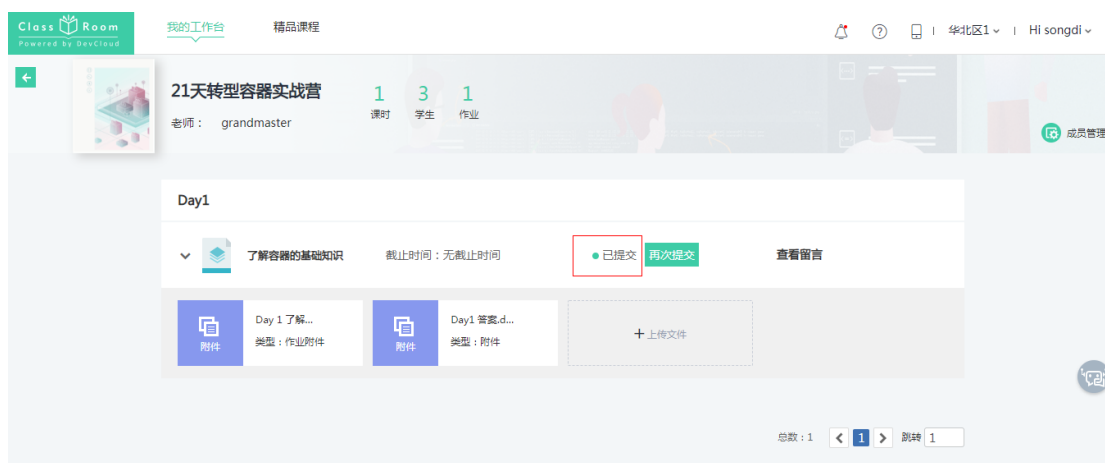 Class Room 我的工作台 精品课程 华北区1 Hi songdi
Powered by DevCloud
21天转型容器实战营 1 3 1
老师： grandmaster 课时 学生 作业
成员管理
Day1
了解容器的基础知识 截止时间：无截止时间 已提交 再次提交 查看留言
附件 Day 1 了解... 类型：作业附件
附件 Day1 答案.d... 类型：附件
+ 上传文件
总数：1 1 跳转 1